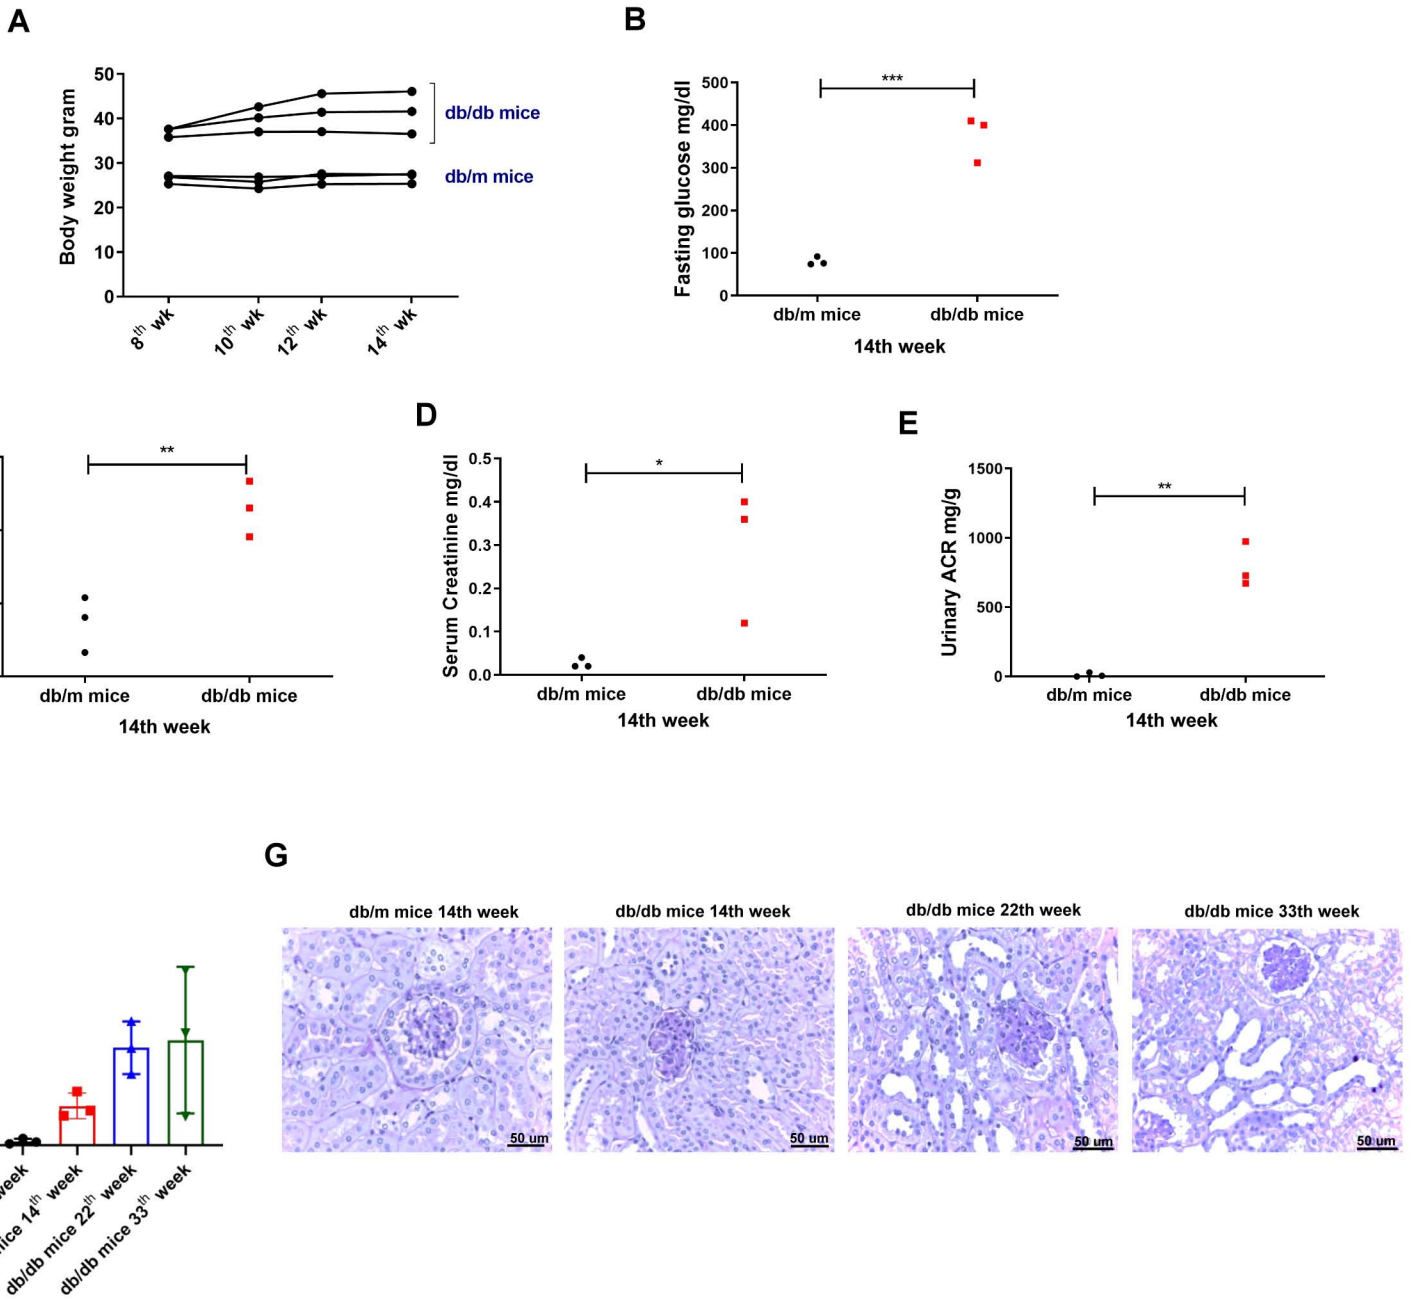 A
Body weight gram
50
40
30
20
10
0
8th wk
10th wk
12th wk
14th wk
db/db mice
db/m mice
B
Fasting glucose mg/dl
500
400
300
200
100
0
***
db/m mice
db/db mice
14th week
**
db/m mice
db/db mice
14th week
D
Serum Creatinine mg/dl
0.5
0.4
0.3
0.2
0.1
0.0
*
db/m mice
db/db mice
14th week
E
Urinary ACR mg/g
1500
1000
500
0
**
db/m mice
db/db mice
14th week
week
mice 14th week
db/db mice 22th week
db/db mice 33th week
G
db/m mice 14th week
db/db mice 14th week
db/db mice 22th week
db/db mice 33th week
50 um
50 um
50 um
50 um